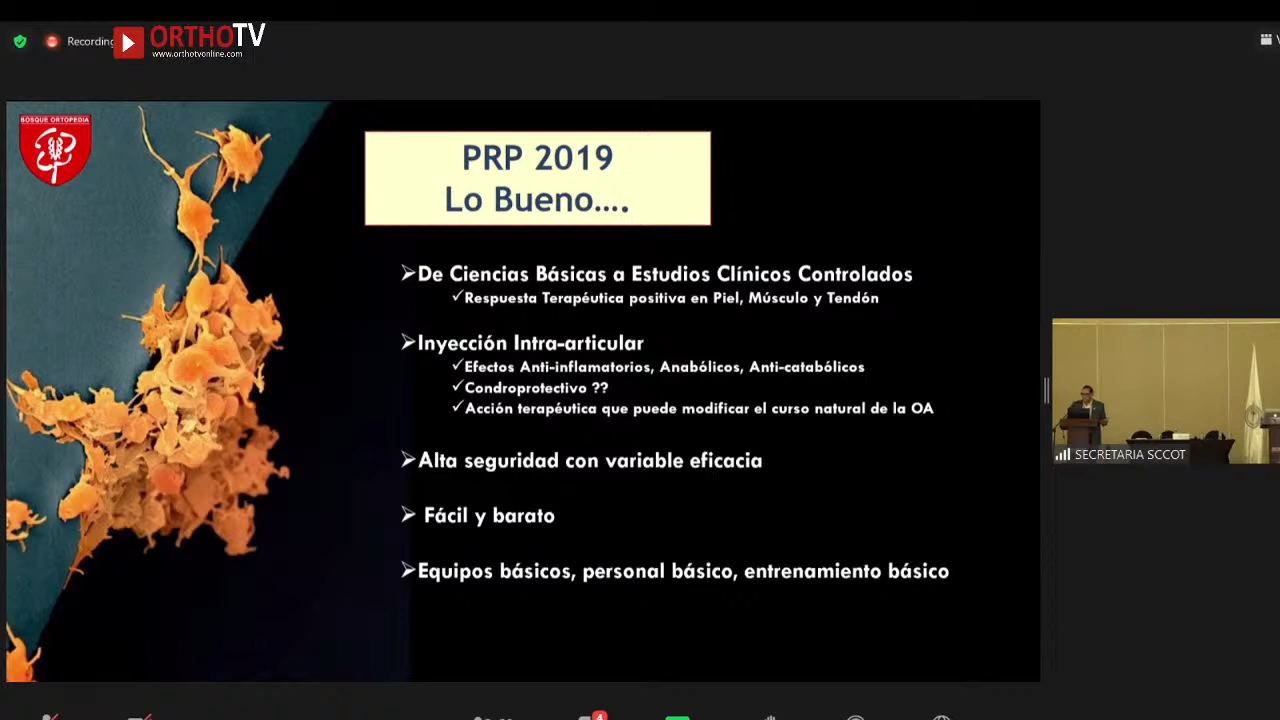 Recording
ORTHOTV
www.orthotvonline.com
BOSQUE ORTOPEDIA
PRP 2019
Lo Bueno....
➢De Ciencias Básicas a Estudios Clínicos Controlados
✓Respuesta Terapéutica positiva en Piel, Músculo y Tendón
➢Inyección Intra-articular
✓Efectos Anti-inflamatorios, Anabólicos, Anti-catabólicos
✓Condroprotectivo ??
✓Acción terapéutica que puede modificar el curso natural de la OA
➢Alta seguridad con variable eficacia
➢ Fácil y barato
➢Equipos básicos, personal básico, entrenamiento básico
SECRETARIA SCCOT
4